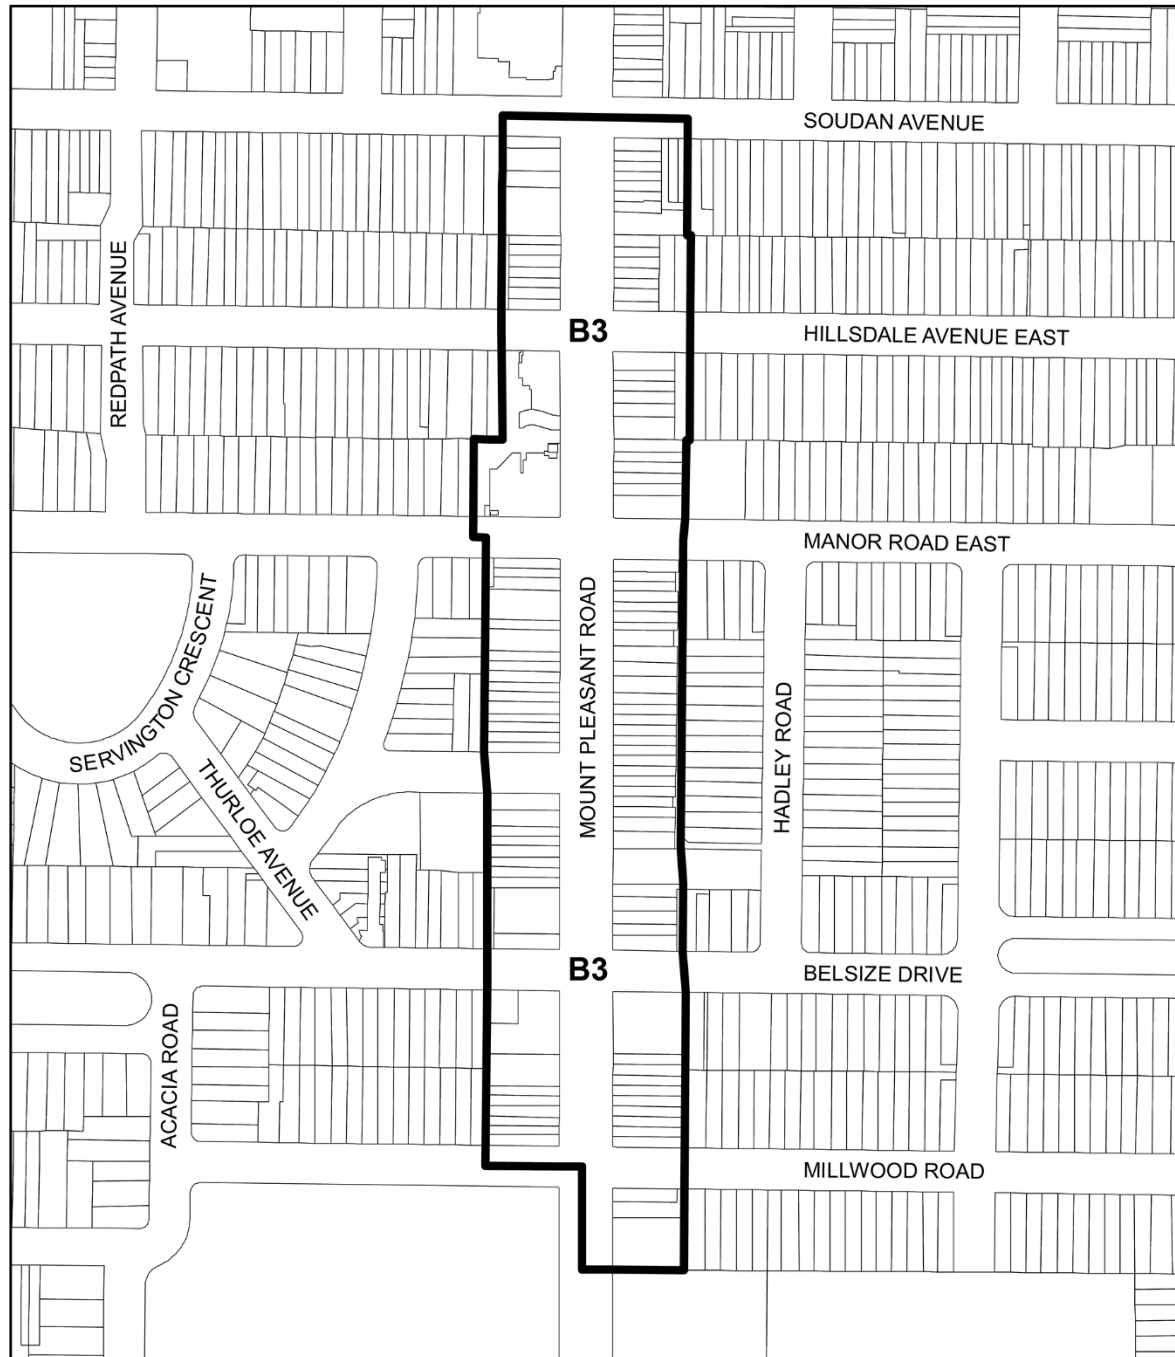 SOUDAN AVENUE
REDPATH AVENUE
B3
HILLSDALE AVENUE EAST
MANOR ROAD EAST
SERVINGTON CRESCENT
MOUNT PLEASANT ROAD
HADLEY ROAD
THURLOE AVENUE
B3
BELSIZE DRIVE
ACACIA ROAD
MILLWOOD ROAD